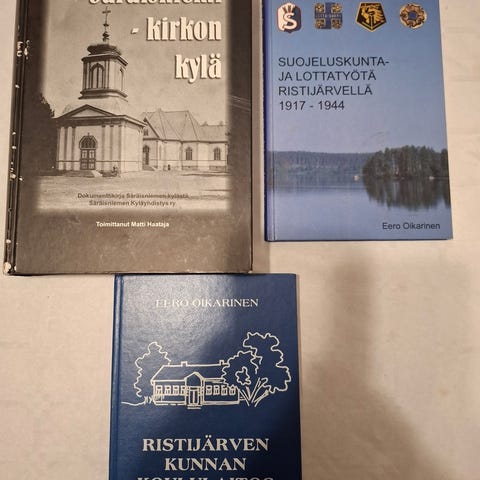 - kirkon
kylä
Dokumenttikirja Säräisniemen kylästä
Säräisniemen Kyläyhdistys ry
Toimittanut Matti Haataja
SUOJELUSKUNTA-
JA LOTTATYÖTÄ
RISTIJÄRVELLÄ
1917 - 1944
Eero Oikarinen
EERO OIKARINEN
RISTIJÄRVEN
KUNNAN
KOULULAITOS